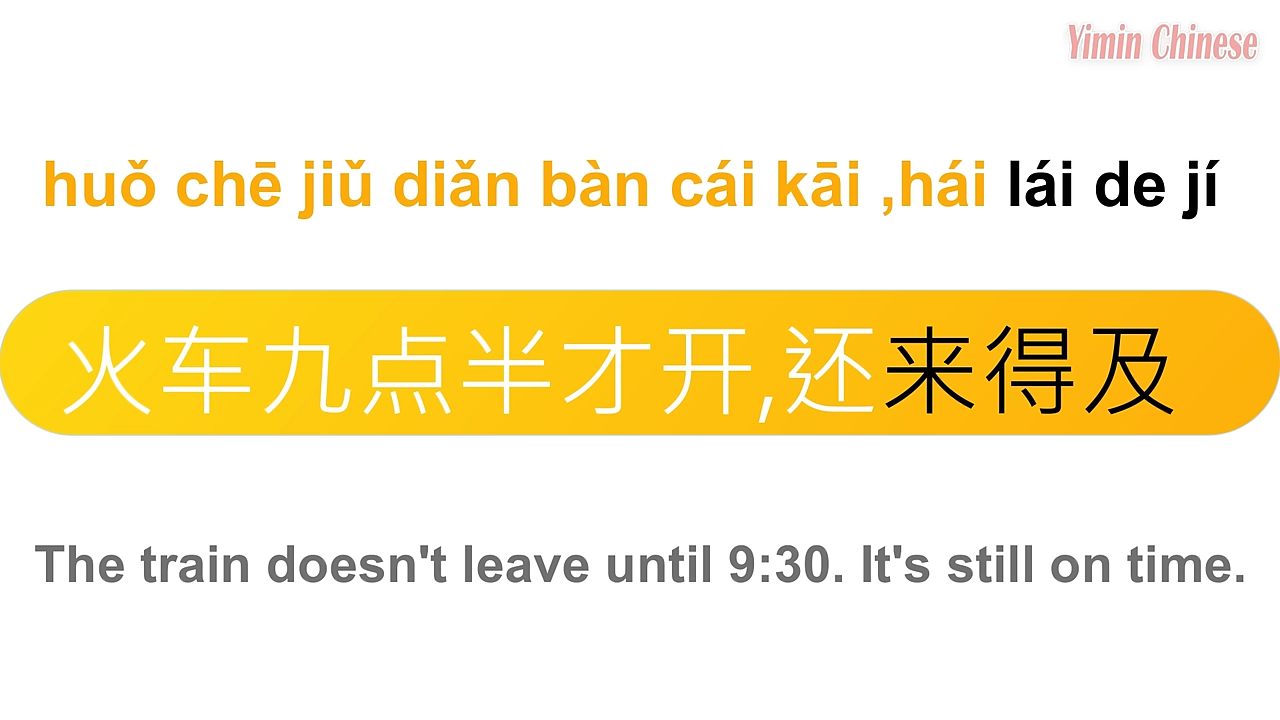 Yimin Chinese
huǒ chē jiǔ diǎn bàn cái kāi ,hái lái de jí
火车九点半才开,还来得及
The train doesn't leave until 9:30. It's still on time.